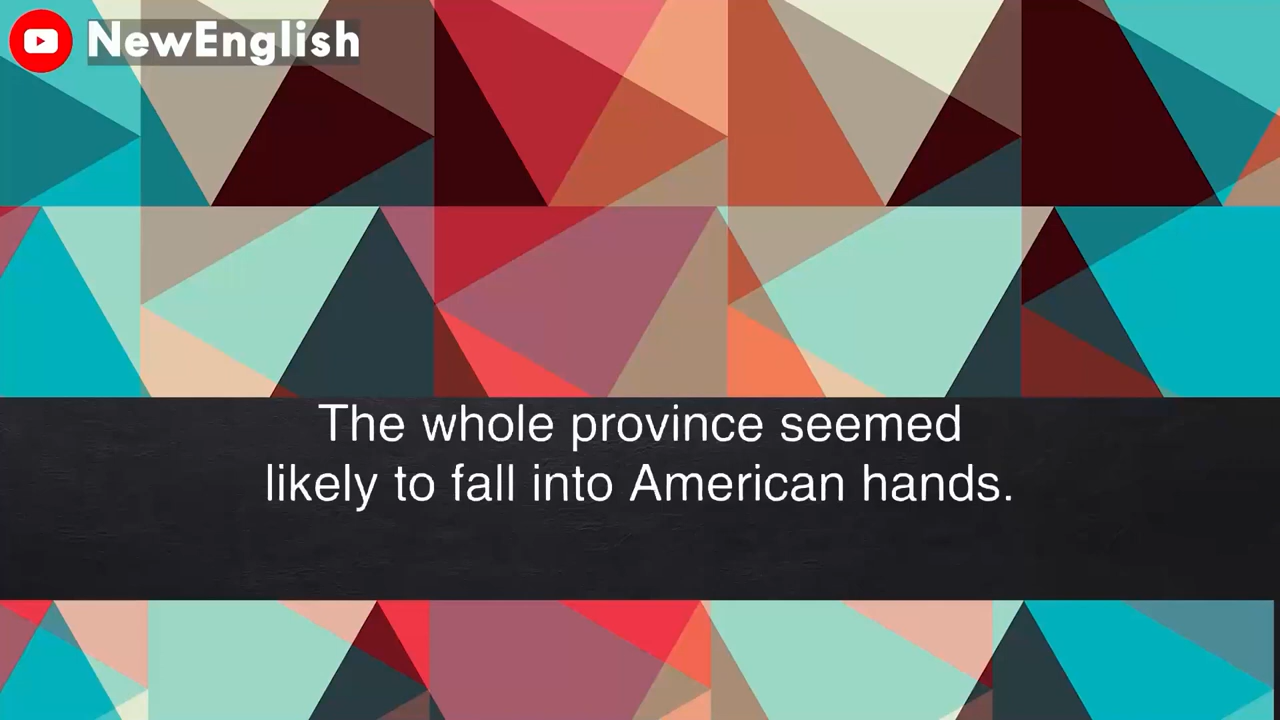 NewEnglish
The whole province seemed
likely to fall into American hands.